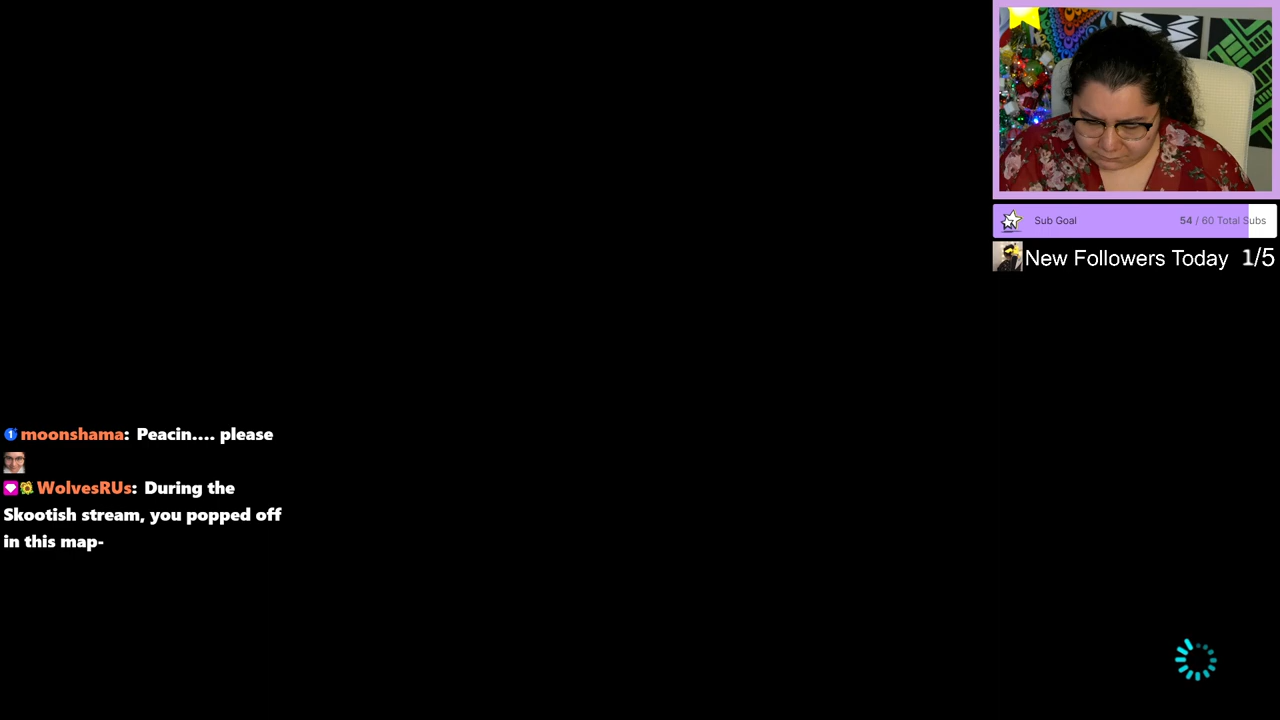 Sub Goal 54 / 60 Total Subs
New Followers Today 1/5
1 moonshama: Peacin.... please
WolvesRUs: During the
Skootish stream, you popped off
in this map-